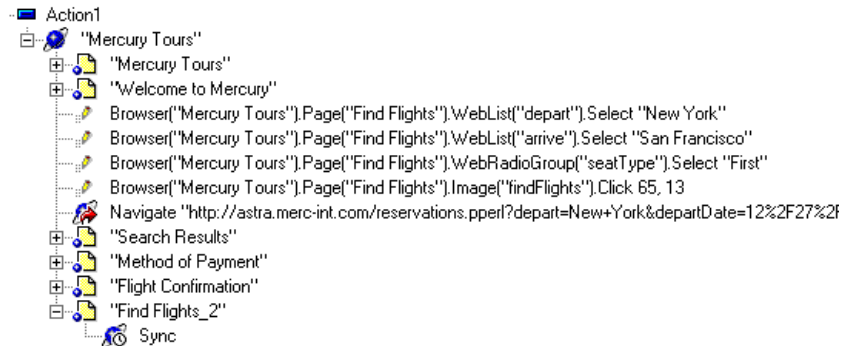 Action1
"Mercury Tours"
"Mercury Tours"
"Welcome to Mercury"
Browser("Mercury Tours").Page("Find Flights").WebList("depart").Select "New York"
Browser("Mercury Tours").Page("Find Flights").WebList("arrive").Select "San Francisco"
Browser("Mercury Tours").Page("Find Flights").WebRadioGroup("seatType").Select "First"
Browser("Mercury Tours").Page("Find Flights").Image("findFlights").Click 65, 13
Navigate "http://astra.merc-int.com/reservations.pperl?depart=New+York&departDate=12%2F27%2F
"Search Results"
"Method of Payment"
"Flight Confirmation"
"Find Flights_2"
Sync